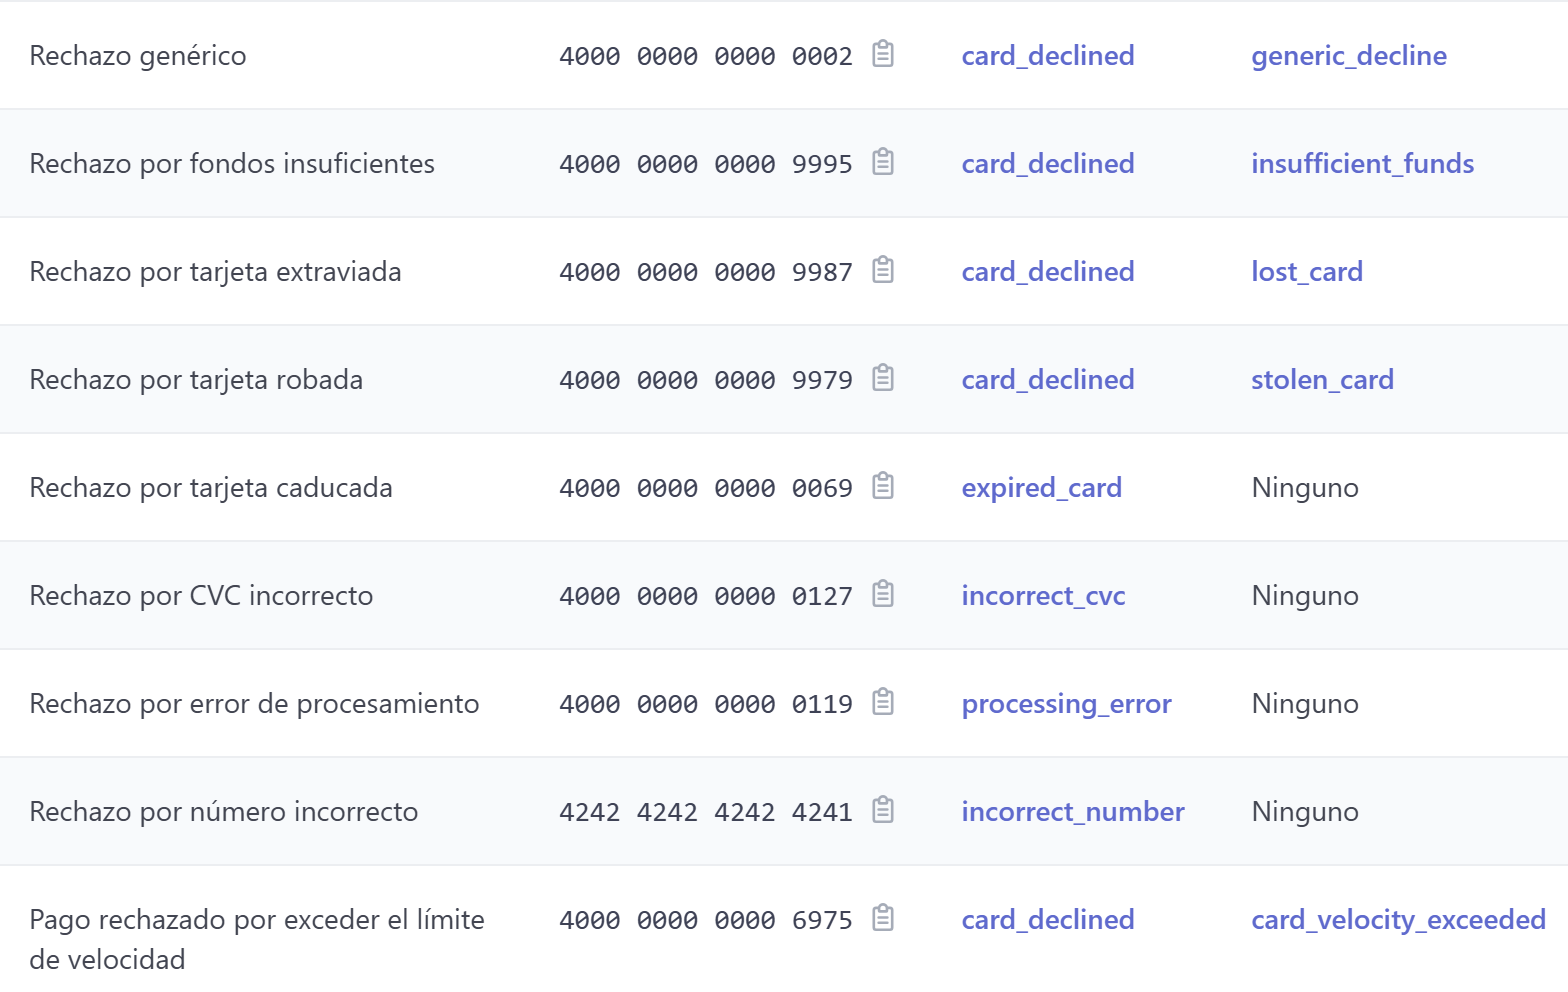 Rechazo genérico 4000 0000 0000 0002 card_declined generic_decline
Rechazo por fondos insuficientes 4000 0000 0000 9995 card_declined insufficient_funds
Rechazo por tarjeta extraviada 4000 0000 0000 9987 card_declined lost_card
Rechazo por tarjeta robada 4000 0000 0000 9979 card_declined stolen_card
Rechazo por tarjeta caducada 4000 0000 0000 0069 expired_card Ninguno
Rechazo por CVC incorrecto 4000 0000 0000 0127 incorrect_cvc Ninguno
Rechazo por error de procesamiento 4000 0000 0000 0119 processing_error Ninguno
Rechazo por número incorrecto 4242 4242 4242 4241 incorrect_number Ninguno
Pago rechazado por exceder el límite 4000 0000 0000 6975 card_declined card_velocity_exceeded
de velocidad